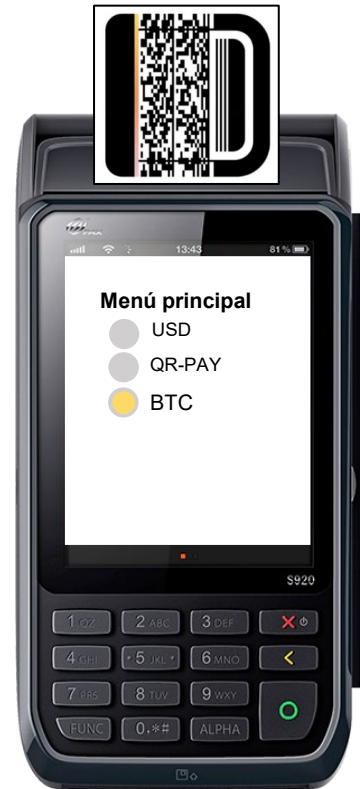 PAX
13:43
81%
Menú principal
USD
QR-PAY
BTC
S920
1 QZ
2 ABC
3 DEF
4 GHI
5 JKL
6 MNO
7 PRS
8 TUV
9 WXY
FUNC
0.*#
ALPHA